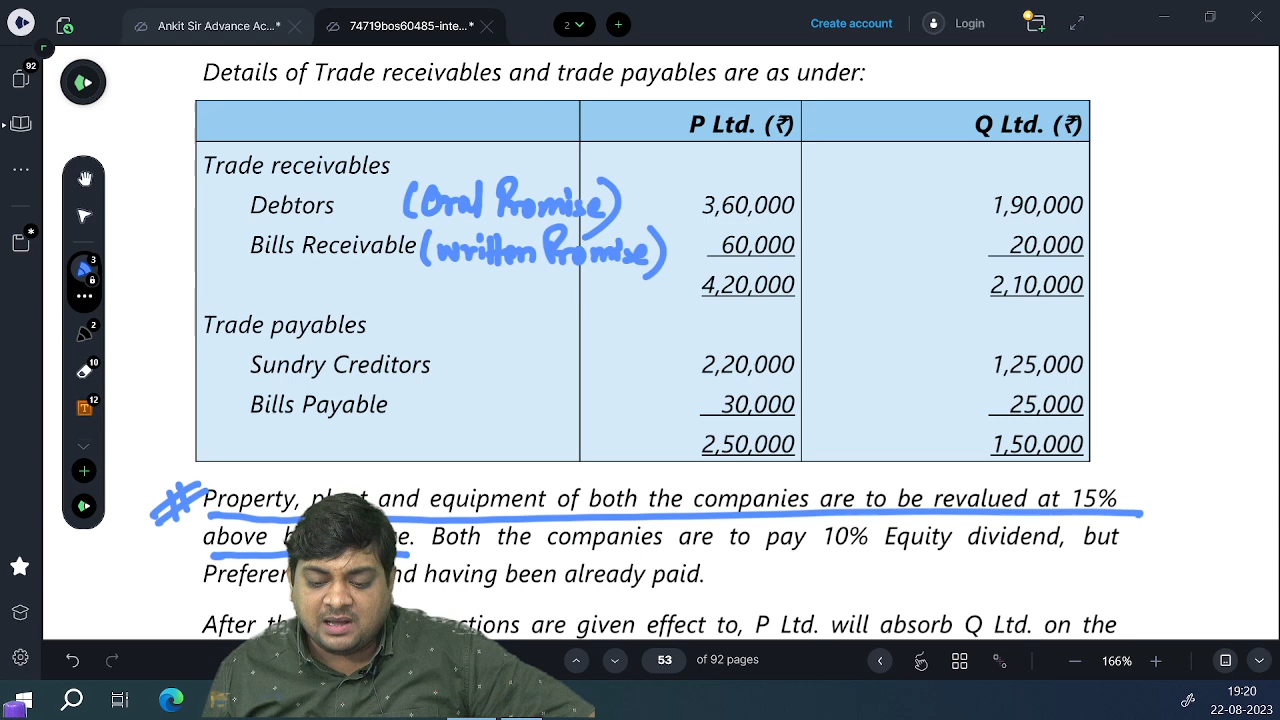 Ankit Sir Advance Ac...*
74719bos60485-inte...*
2
Create account
Login
92
Details of Trade receivables and trade payables are as under:
P Ltd. (₹) Q Ltd. (₹)
Trade receivables
Debtors (Oral Promise) 3,60,000 1,90,000
Bills Receivable (written Promise) 60,000 20,000
4,20,000 2,10,000
Trade payables
Sundry Creditors 2,20,000 1,25,000
Bills Payable 30,000 25,000
2,50,000 1,50,000
3
2
10
T 12
# Property, and equipment of both the companies are to be revalued at 15%
above Both the companies are to pay 10% Equity dividend, but
having been already paid.
After are given effect to, P Ltd. will absorb Q Ltd. on the
53 of 92 pages
166%
19:20
22-08-2023